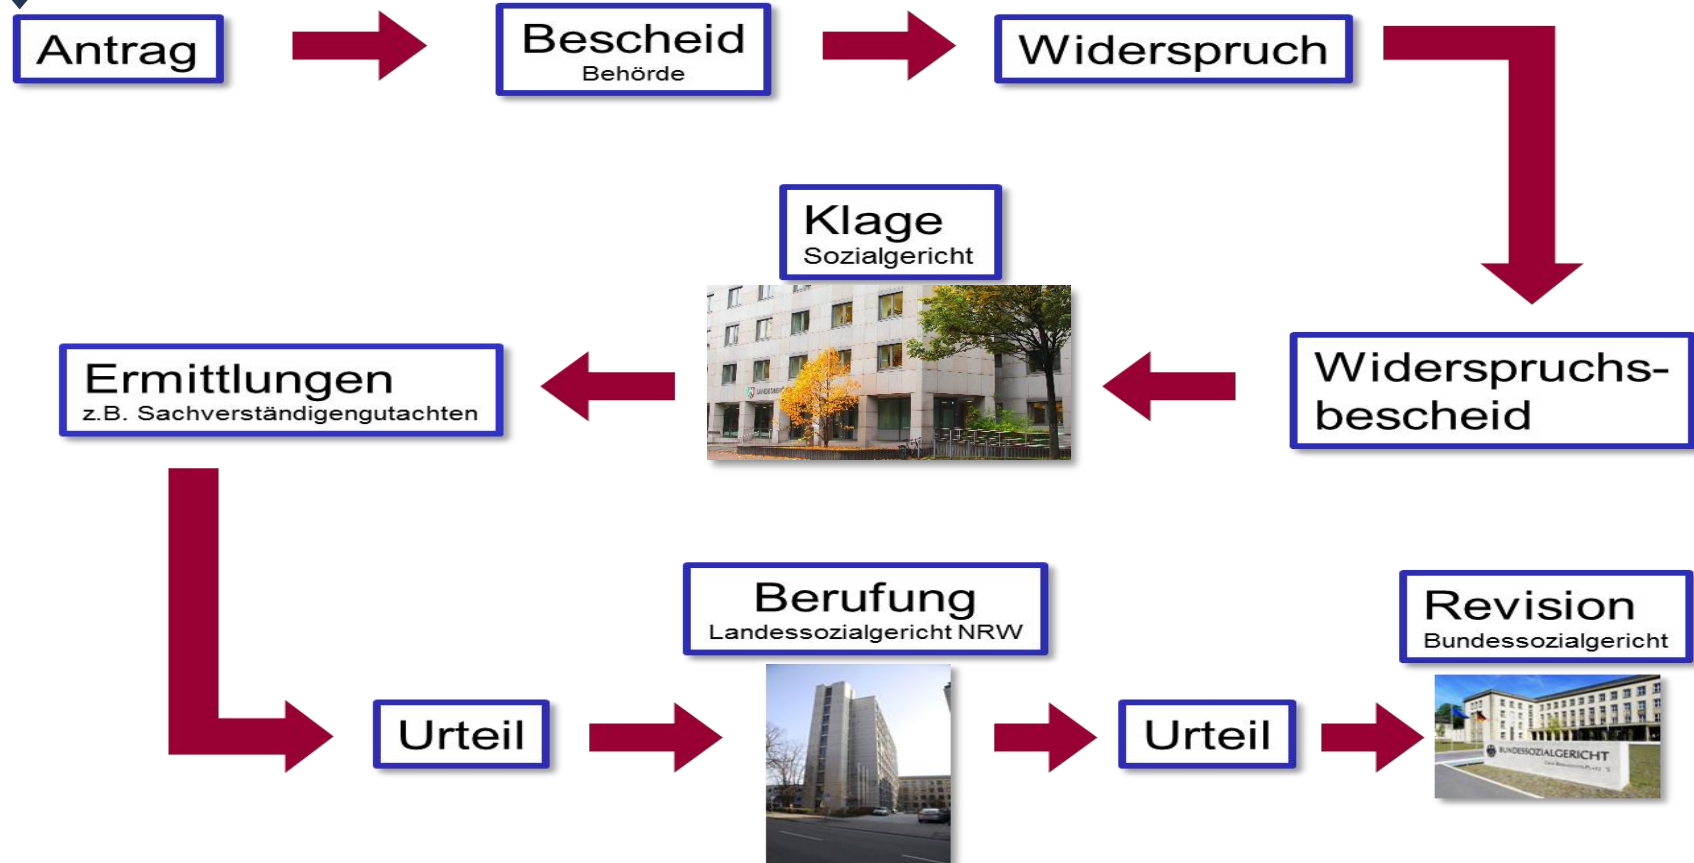 Antrag
Bescheid
Behörde
Widerspruch
Klage
Sozialgericht
Widerspruchs-
bescheid
Ermittlungen
z.B. Sachverständigengutachten
Urteil
Berufung
Landessozialgericht NRW
Urteil
Revision
Bundessozialgericht
BUNDESSOZIALGERICHT